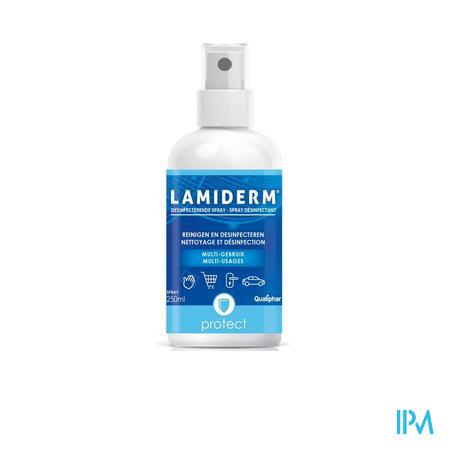 LAMIDERM®
DESINFECTERENDE SPRAY - SPRAY DÉSINFECTANT
REINIGEN EN DESINFECTEREN
NETTOYAGE ET DÉSINFECTION
MULTI-GEBRUIK
MULTI-USAGES
SPRAY
250ml
Qualiphar
protect
IPM